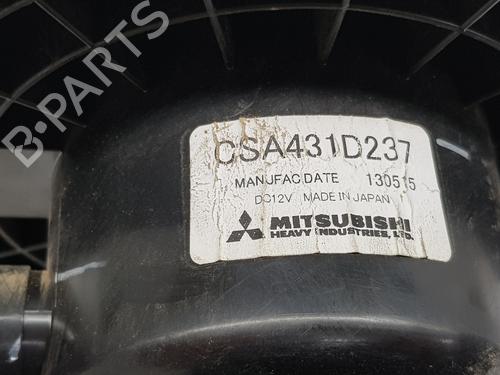 B-PARTS
CSA431D237
MANUFAC.DATE 130515
DC12V MADE IN JAPAN
MITSUBISHI
HEAVY INDUSTRIES, LTD.